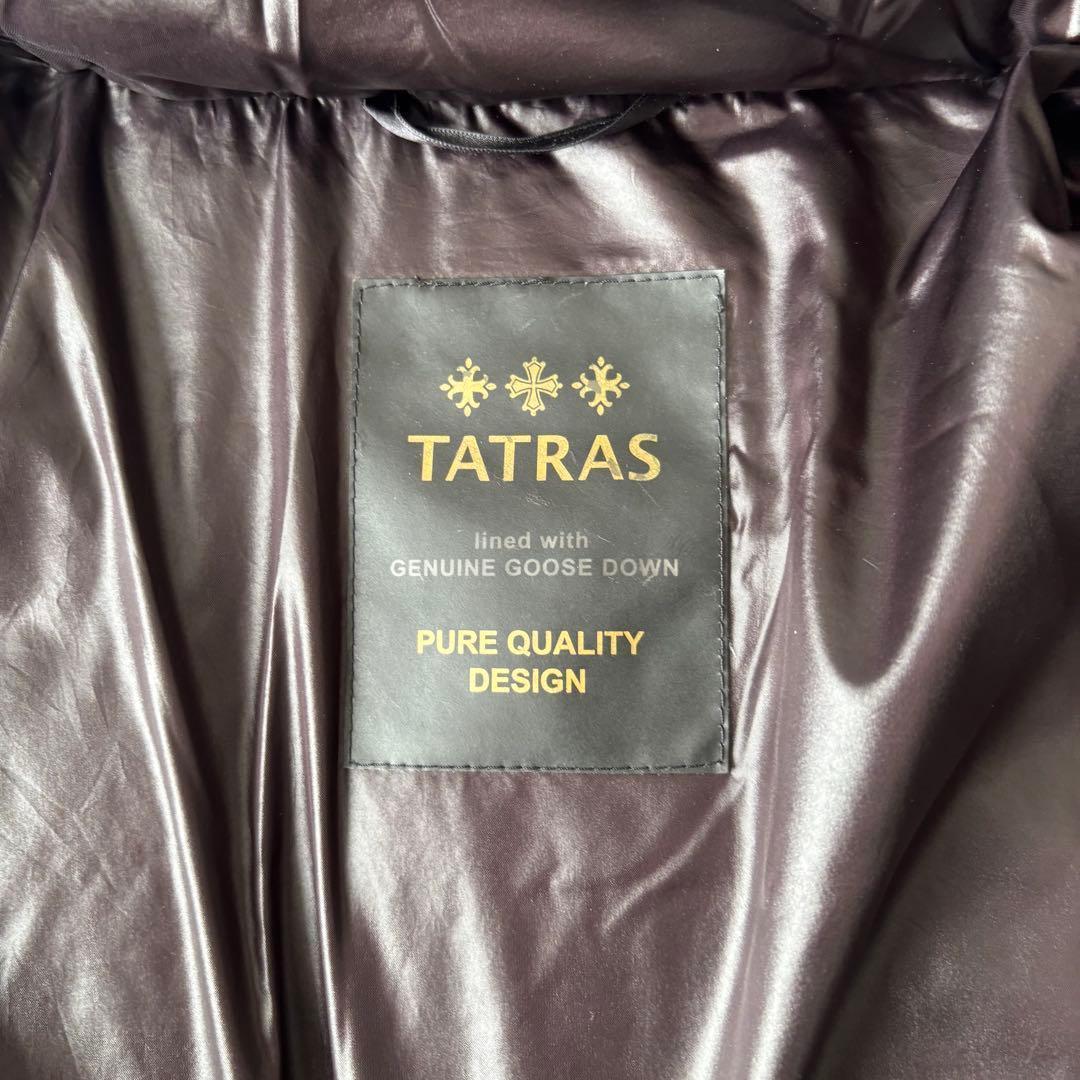 TATRAS
lined with
GENUINE GOOSE DOWN
PURE QUALITY
DESIGN